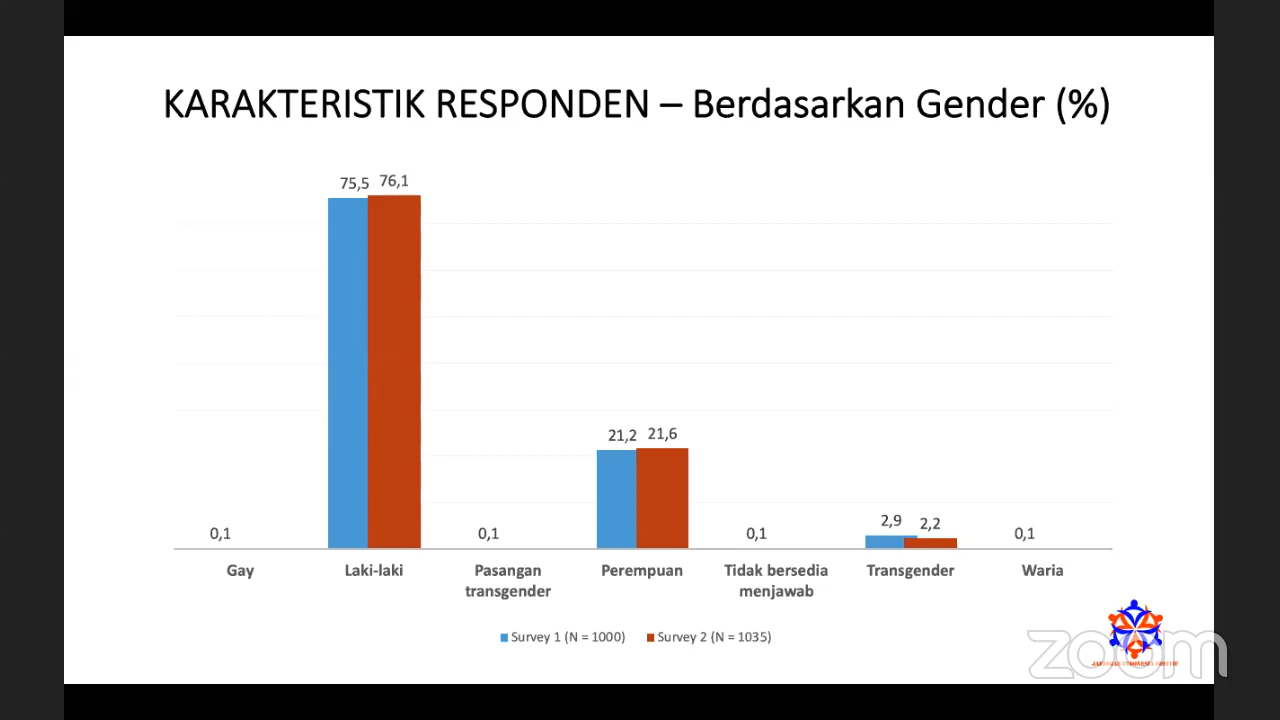 KARAKTERISTIK RESPONDEN – Berdasarkan Gender (%)
75,5 76,1
21,2 21,6
2,9 2,2
0,1 0,1 0,1 0,1
Gay Laki-laki Pasangan transgender Perempuan Tidak bersedia menjawab Transgender Waria
Survey 1 (N = 1000) Survey 2 (N = 1035)
zoom